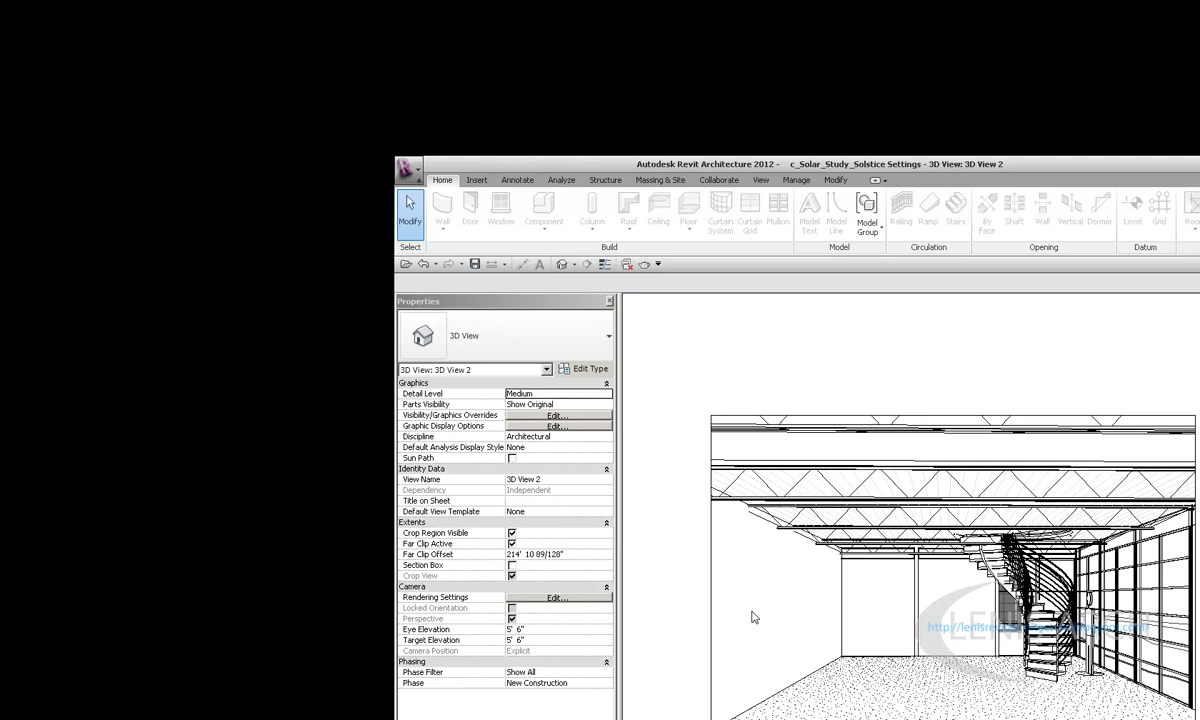 Autodesk Revit Architecture 2012 - c_Solar_Study_Solstice Settings - 3D View: 3D View 2
Home Insert Annotate Analyze Structure Massing & Site Collaborate View Manage Modify
Modify Wall Door Window Component Column Roof Ceiling Floor Curtain System Curtain Grid Mullion Model Text Model Line Model Group Railing Ramp Stairs By Face Shaft Wall Vertical Dormer Level Grid Roo
Select Build Model Circulation Opening Datum
Properties
3D View
3D View: 3D View 2 Edit Type
Graphics
Detail Level Medium
Parts Visibility Show Original
Visibility/Graphics Overrides Edit...
Graphic Display Options Edit...
Discipline Architectural
Default Analysis Display Style None
Sun Path
Identity Data
View Name 3D View 2
Dependency Independent
Title on Sheet
Default View Template None
Extents
Crop Region Visible
Far Clip Active
Far Clip Offset 214' 10 89/128"
Section Box
Crop View
Camera
Rendering Settings Edit...
Locked Orientation
Perspective
Eye Elevation 5' 6"
Target Elevation 5' 6"
Camera Position Explicit
Phasing
Phase Filter Show All
Phase New Construction